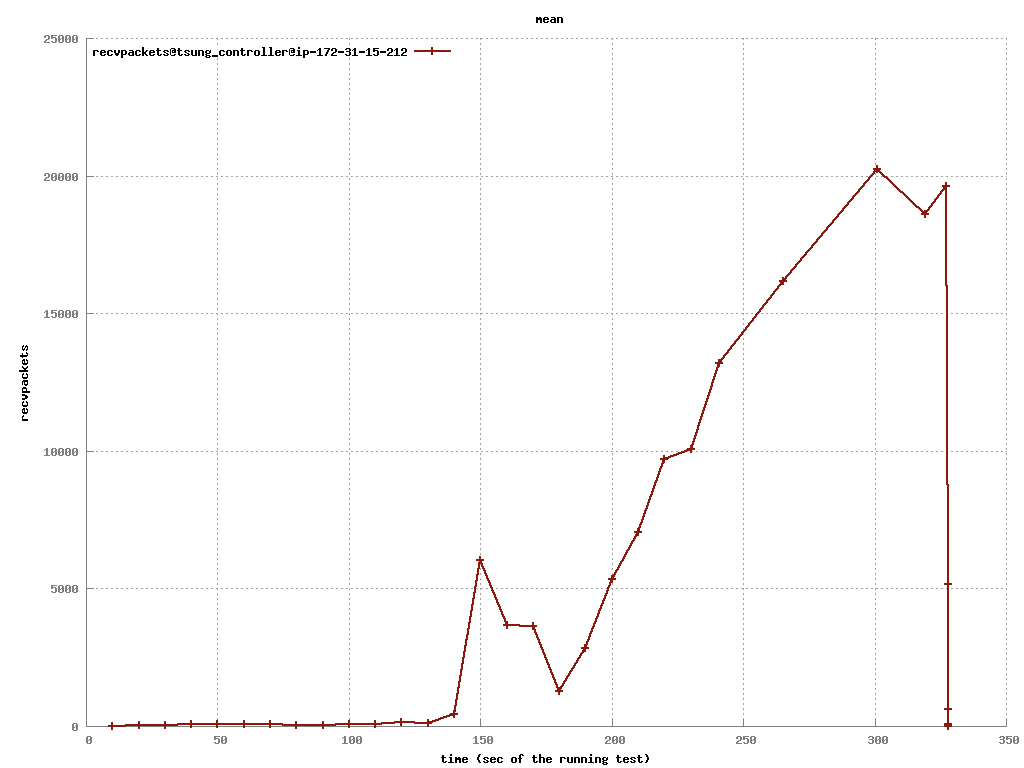 mean
25000
recvpackets@tsung_controller@ip-172-31-15-212
20000
15000
recvpackets
10000
5000
0
0 50 100 150 200 250 300 350
time (sec of the running test)